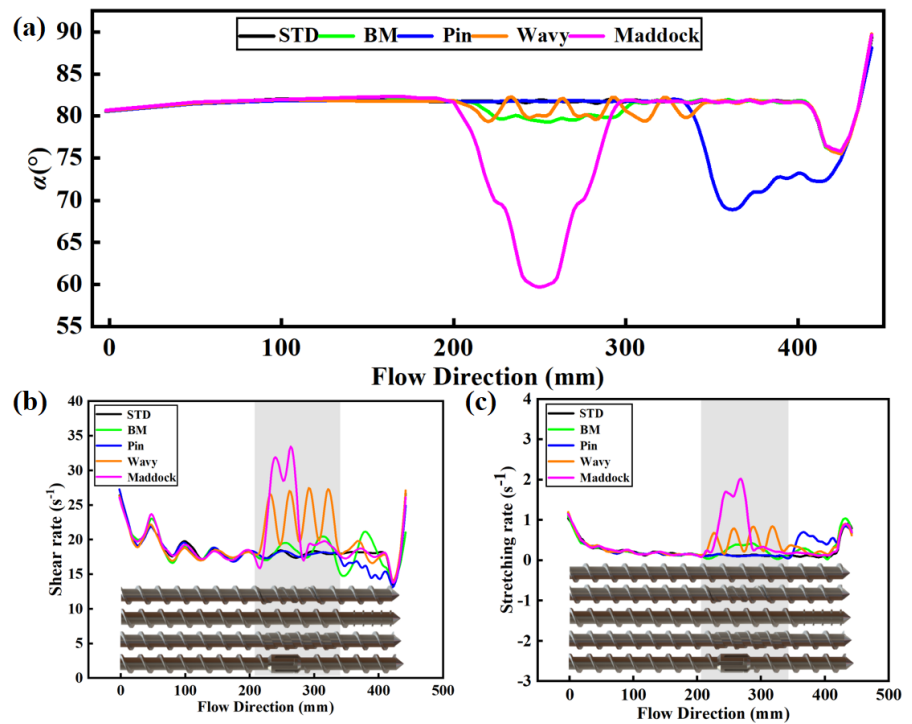 (a)
STD BM Pin Wavy Maddock
90
85
80
75
70
65
60
55
α(°)
0 100 200 300 400
Flow Direction (mm)
(b)
STD
BM
Pin
Wavy
Maddock
40
35
30
25
20
15
10
5
0
Shear rate (s⁻¹)
0 100 200 300 400 500
Flow Direction (mm)
(c)
STD
BM
Pin
Wavy
Maddock
4
3
2
1
0
-1
-2
-3
Stretching rate (s⁻¹)
0 100 200 300 400 500
Flow Direction (mm)